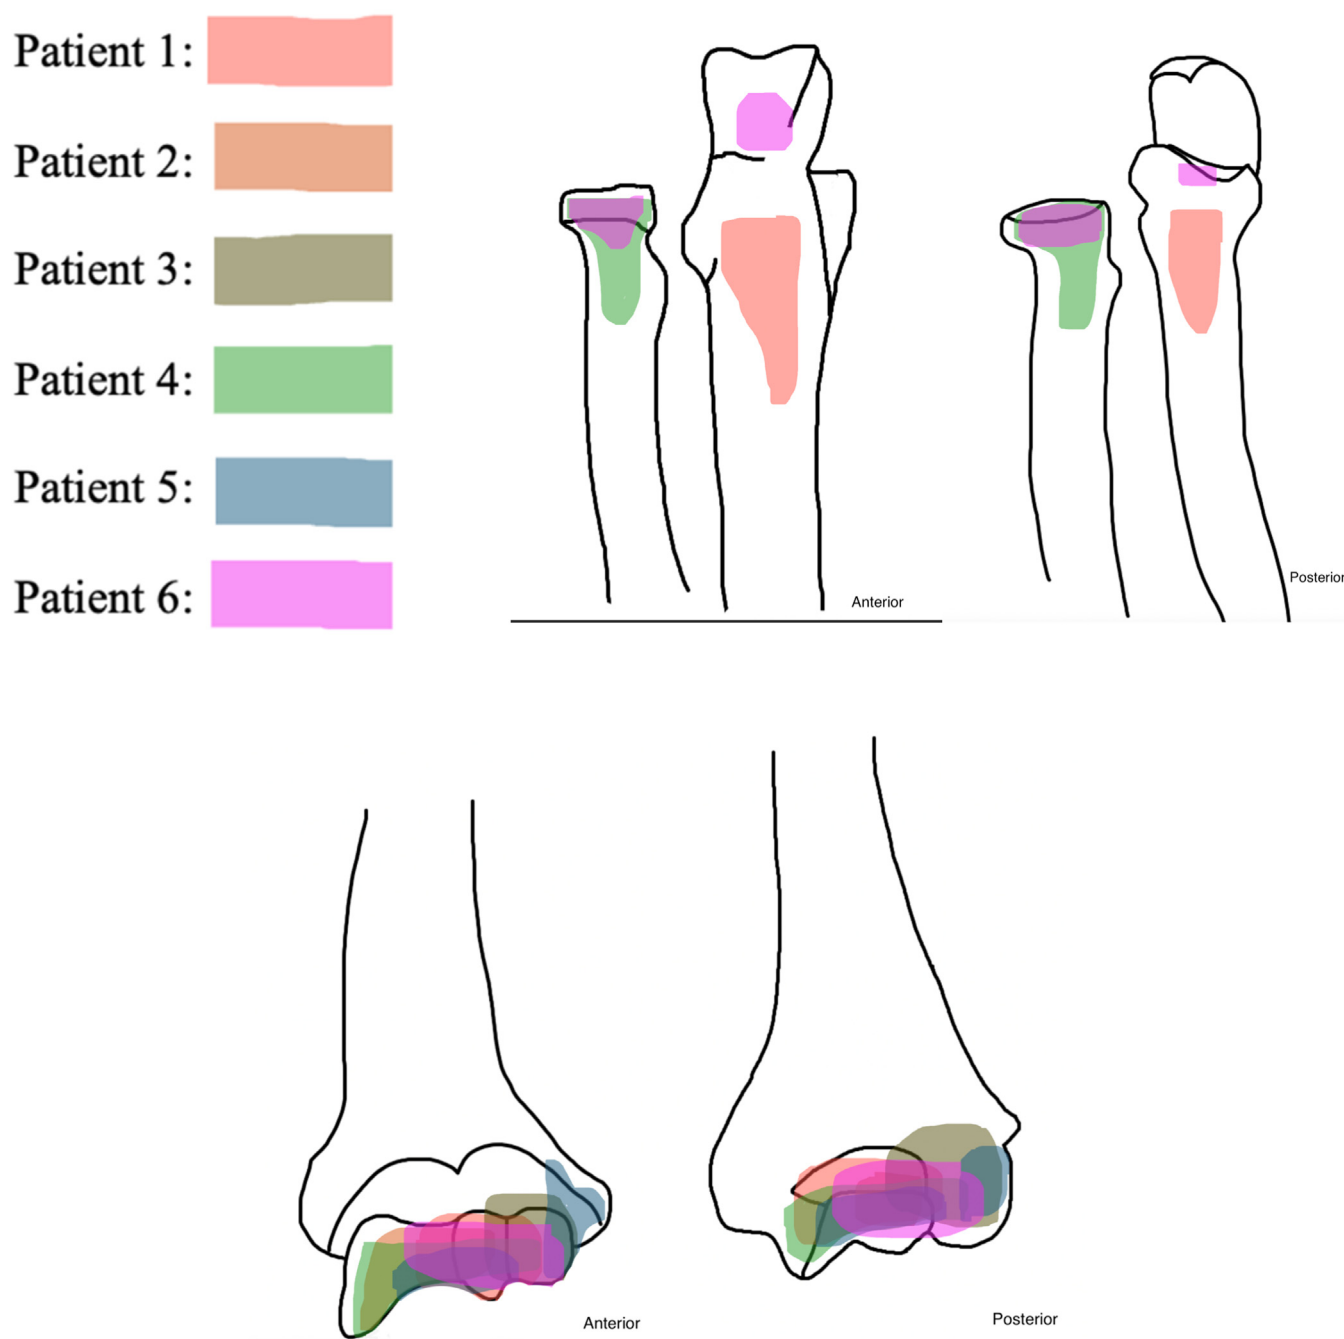 Patient 1:
Patient 2:
Patient 3:
Patient 4:
Patient 5:
Patient 6:
Anterior
Posterior
Anterior
Posterior